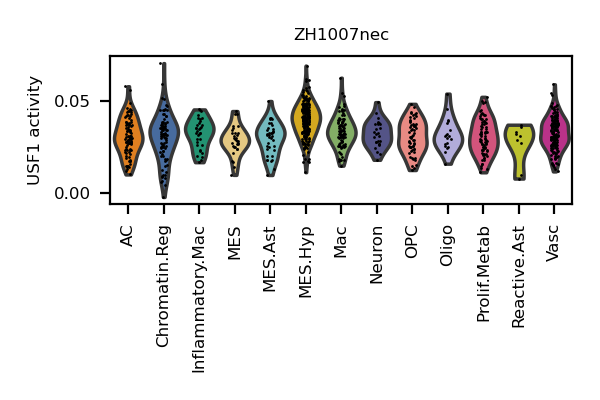 ZH1007nec
USF1 activity
0.05
0.00
AC
Chromatin.Reg
Inflammatory.Mac
MES
MES.Ast
MES.Hyp
Mac
Neuron
OPC
Oligo
Prolif.Metab
Reactive.Ast
Vasc